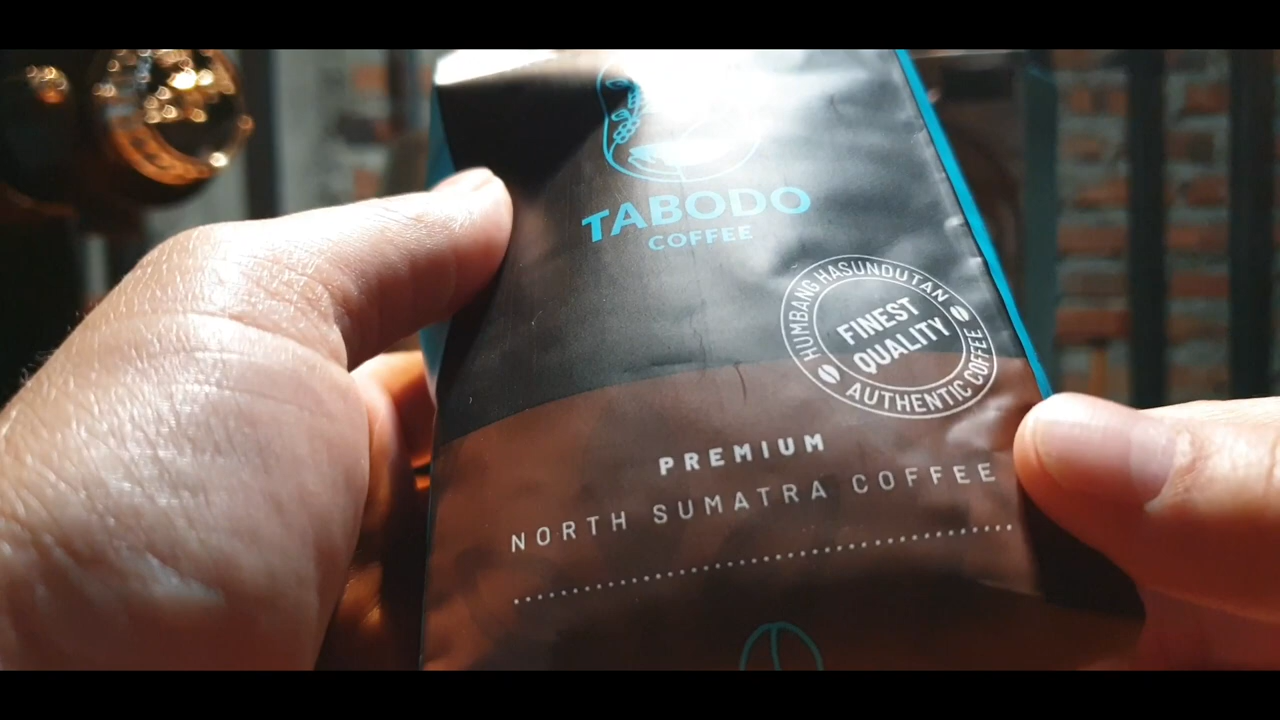 TABODO
COFFEE
HUMBANG HASUNDUTAN
FINEST
QUALITY
AUTHENTIC COFFEE
PREMIUM
NORTH SUMATRA COFFEE